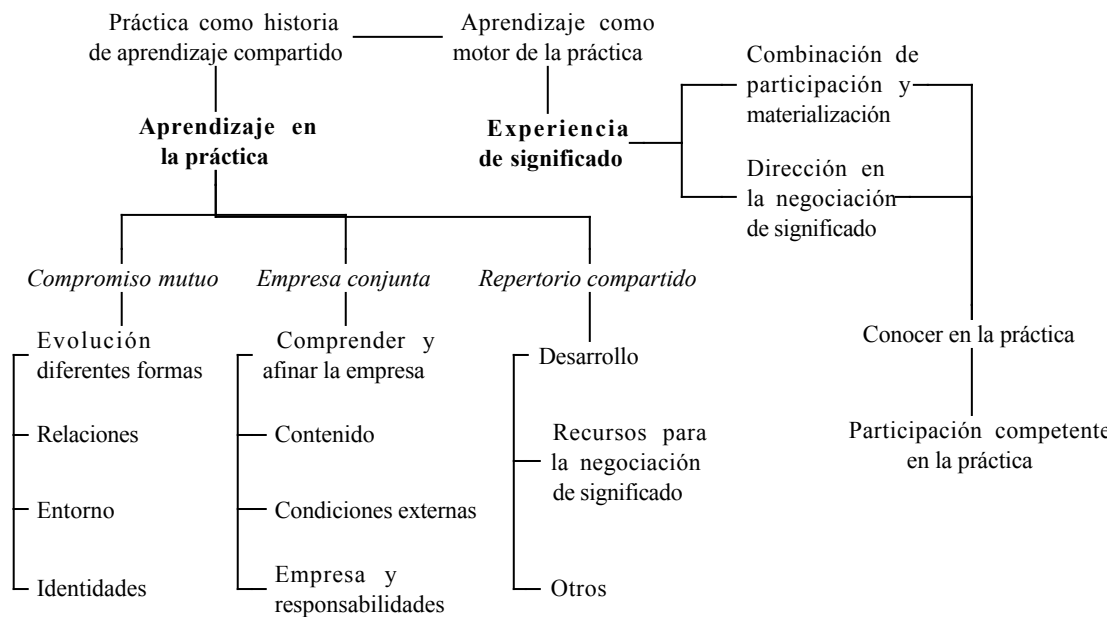 Práctica como historia
de aprendizaje compartido
Aprendizaje como
motor de la práctica
Combinación de
participación y
materialización
Aprendizaje en
la práctica
Experiencia
de significado
Dirección en
la negociación
de significado
Compromiso mutuo
Empresa conjunta
Repertorio compartido
Evolución
diferentes formas
Relaciones
Entorno
Identidades
Comprender y
afinar la empresa
Contenido
Condiciones externas
Empresa y
responsabilidades
Desarrollo
Recursos para
la negociación
de significado
Otros
Conocer en la práctica
Participación competente
en la práctica